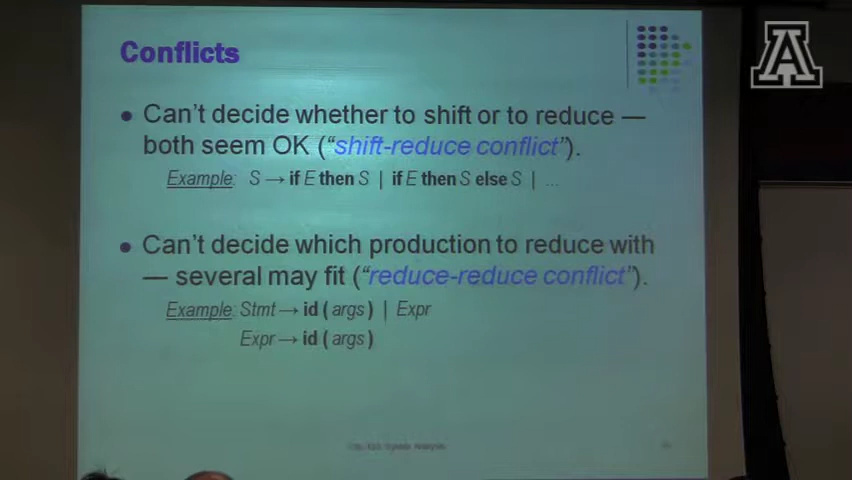 Conflicts
A
• Can't decide whether to shift or to reduce —
both seem OK ("shift-reduce conflict").
Example: S → if E then S | if E then S else S | ...
• Can't decide which production to reduce with
— several may fit ("reduce-reduce conflict").
Example: Stmt → id ( args ) | Expr
Expr → id ( args )
Syntax Analysis